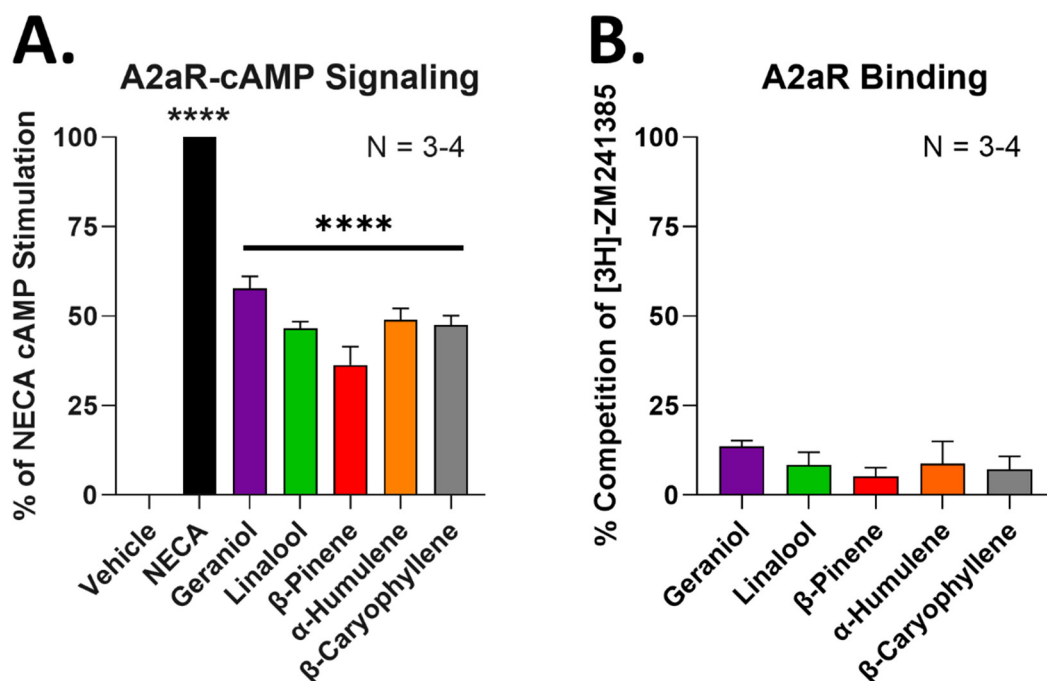 A.
A2aR-cAMP Signaling
% of NECA cAMP Stimulation
100
75
50
25
0
****
N = 3-4
****
Vehicle
NECA
Geraniol
Linalool
β-Pinene
α-Humulene
β-Caryophyllene
B.
A2aR Binding
% Competition of [3H]-ZM241385
100
75
50
25
0
N = 3-4
Geraniol
Linalool
β-Pinene
α-Humulene
β-Caryophyllene